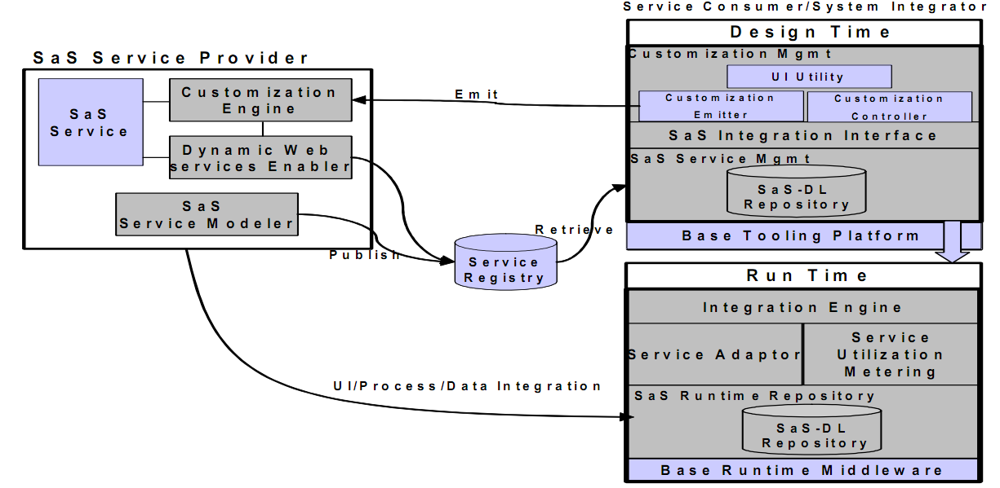 Service Consumer/System Integrator
Design Time
SaS Service Provider
Customization Mgmt
UI Utility
Customization
Engine
Emit
Customization
Emitter
Customization
Controller
SaS
Service
SaS Integration Interface
Dynamic Web
services Enabler
SaS Service Mgmt
SaS-DL
Repository
SaS
Service Modeler
Retrieve
Base Tooling Platform
Publish
Service
Registry
Run Time
Integration Engine
Service Adaptor
Service
Utilization
Metering
UI/Process/Data Integration
SaS Runtime Repository
SaS-DL
Repository
Base Runtime Middleware